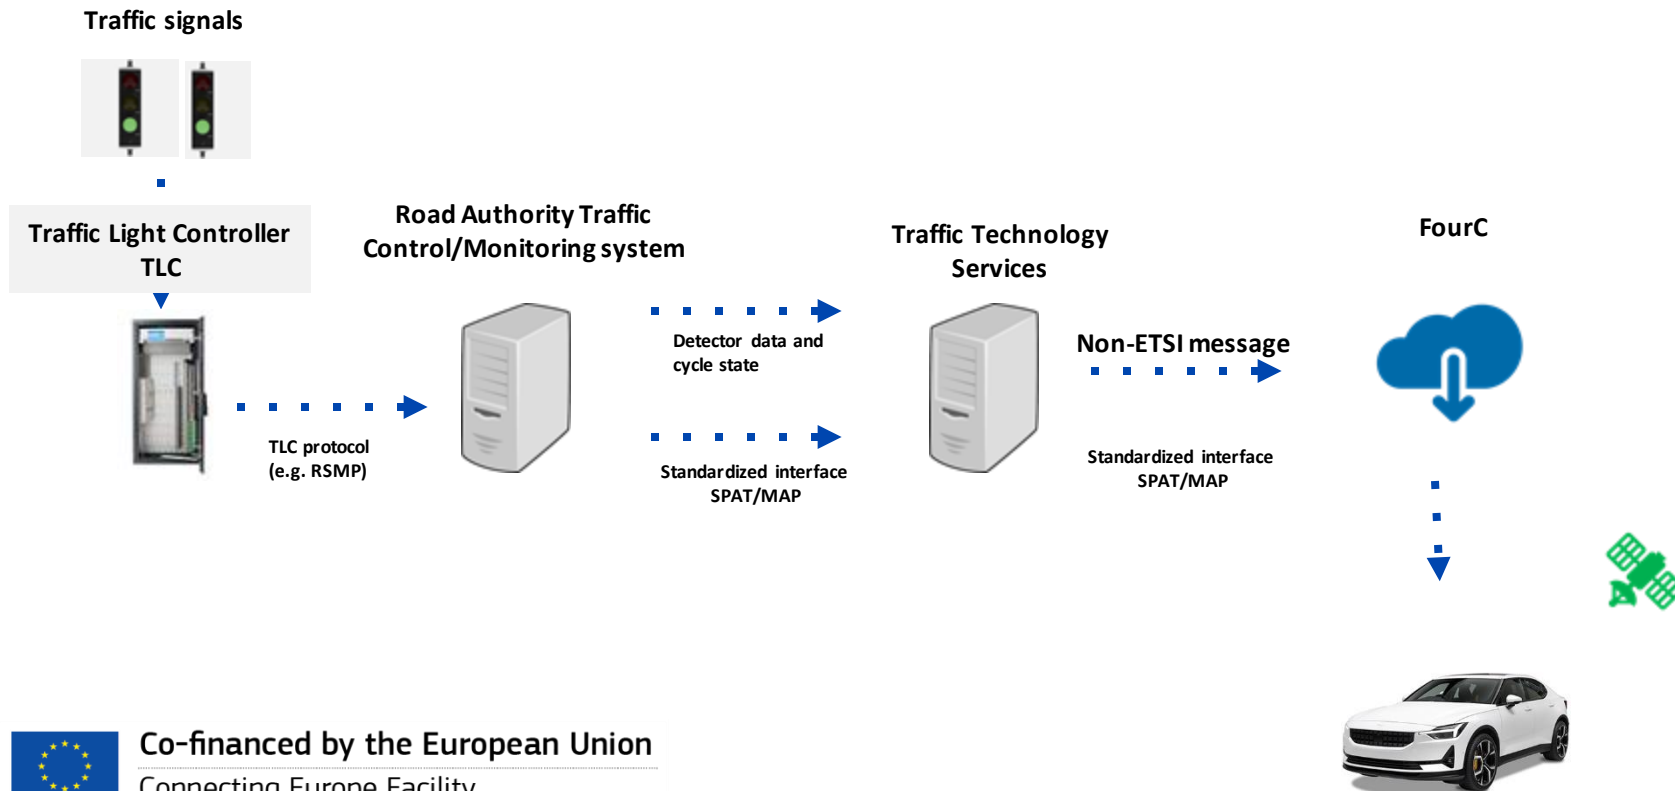 Traffic signals
Traffic Light Controller
TLC
Road Authority Traffic
Control/Monitoring system
Traffic Technology
Services
FourC
Detector data and
cycle state
Non-ETSI message
TLC protocol
(e.g. RSMP)
Standardized interface
SPAT/MAP
Standardized interface
SPAT/MAP
Co-financed by the European Union
Connecting Europe Facility